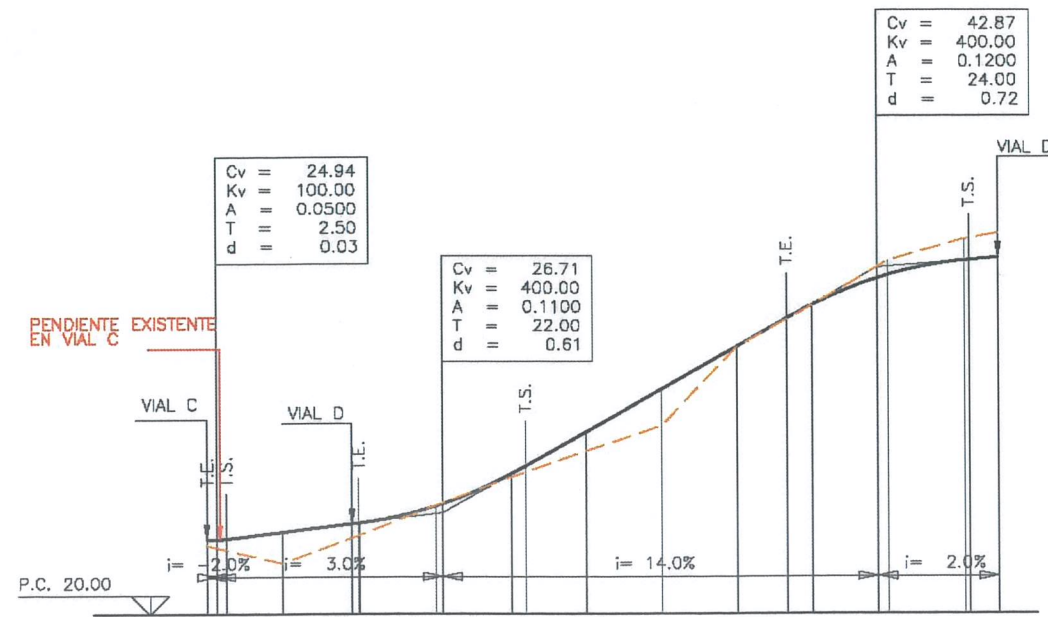 Cv = 42.87
Kv = 400.00
A = 0.1200
T = 24.00
d = 0.72
VIAL D
T.S.
Cv = 24.94
Kv = 100.00
A = 0.0500
T = 2.50
d = 0.03
T.E.
Cv = 26.71
Kv = 400.00
A = 0.1100
T = 22.00
d = 0.61
PENDIENTE EXISTENTE
EN VIAL C
T.S.
VIAL C
VIAL D
T.E.
T.E.
T.S.
i= -2.0%
i= 3.0%
i= 14.0%
i= 2.0%
P.C. 20.00